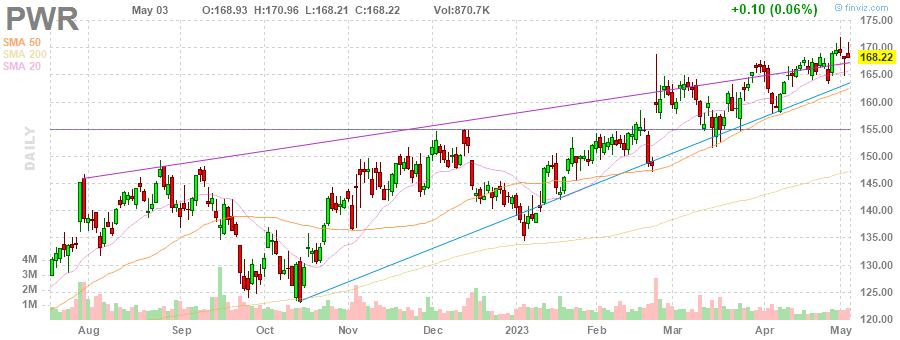 PWR May 03 O:168.93 H:170.96 L:168.21 C:168.22 Vol:870.7K +0.10 (0.06%) © finviz.com
SMA 50
SMA 200
SMA 20
DAILY
175.00
170.00
168.22
165.00
160.00
155.00
150.00
145.00
140.00
135.00
130.00
125.00
120.00
4M
3M
2M
1M
Aug Sep Oct Nov Dec 2023 Feb Mar Apr May